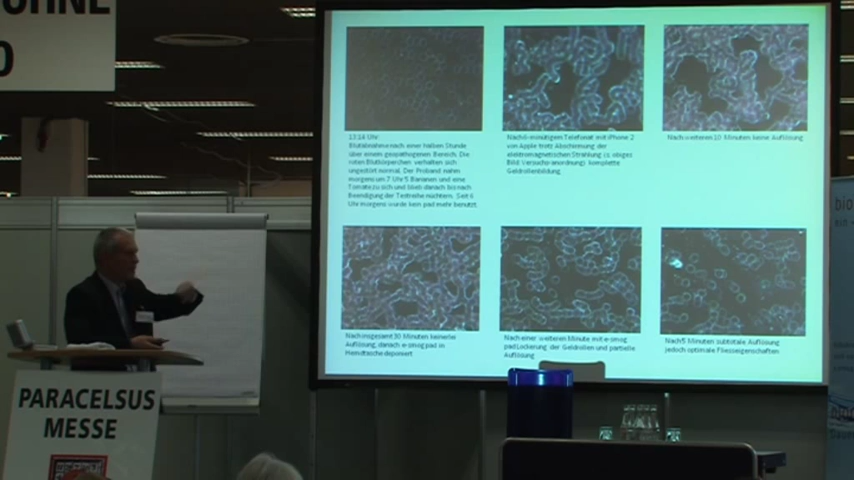 OHNE
0
13:14 Uhr:
Blutabnahme nach einer halben Stunde
über einem geopathogenen Bereich. Die
roten Blutkörperchen verhalten sich
ungestört normal. Der Proband nahm
morgens um 7 Uhr 5 Bananen und eine
Tomate zu sich und blieb danach bis nach
Beendigung der Testreihe nüchtern. Seit 6
Uhr morgens wurde kein pad mehr benutzt.
Nach 6-minütigem Telefonat mit iPhone 2
von Apple trotz Abschirmung der
elektromagnetischen Strahlung (s. obiges
Bild Versuchsanordnung) komplette
Geldrollenbildung.
Nach weiteren 10 Minuten keine Auflösung
Nach insgesamt 30 Minuten keinerlei
Auflösung, danach e-smog pad in
Hemdtasche deponiert
Nach einer weiteren Minute mit e-smog
pad Lockerung der Geldrollen und partielle
Auflösung
Nach 5 Minuten subtotale Auflösung
jedoch optimale Fliesseigenschaften
PARACELSUS
MESSE
bio